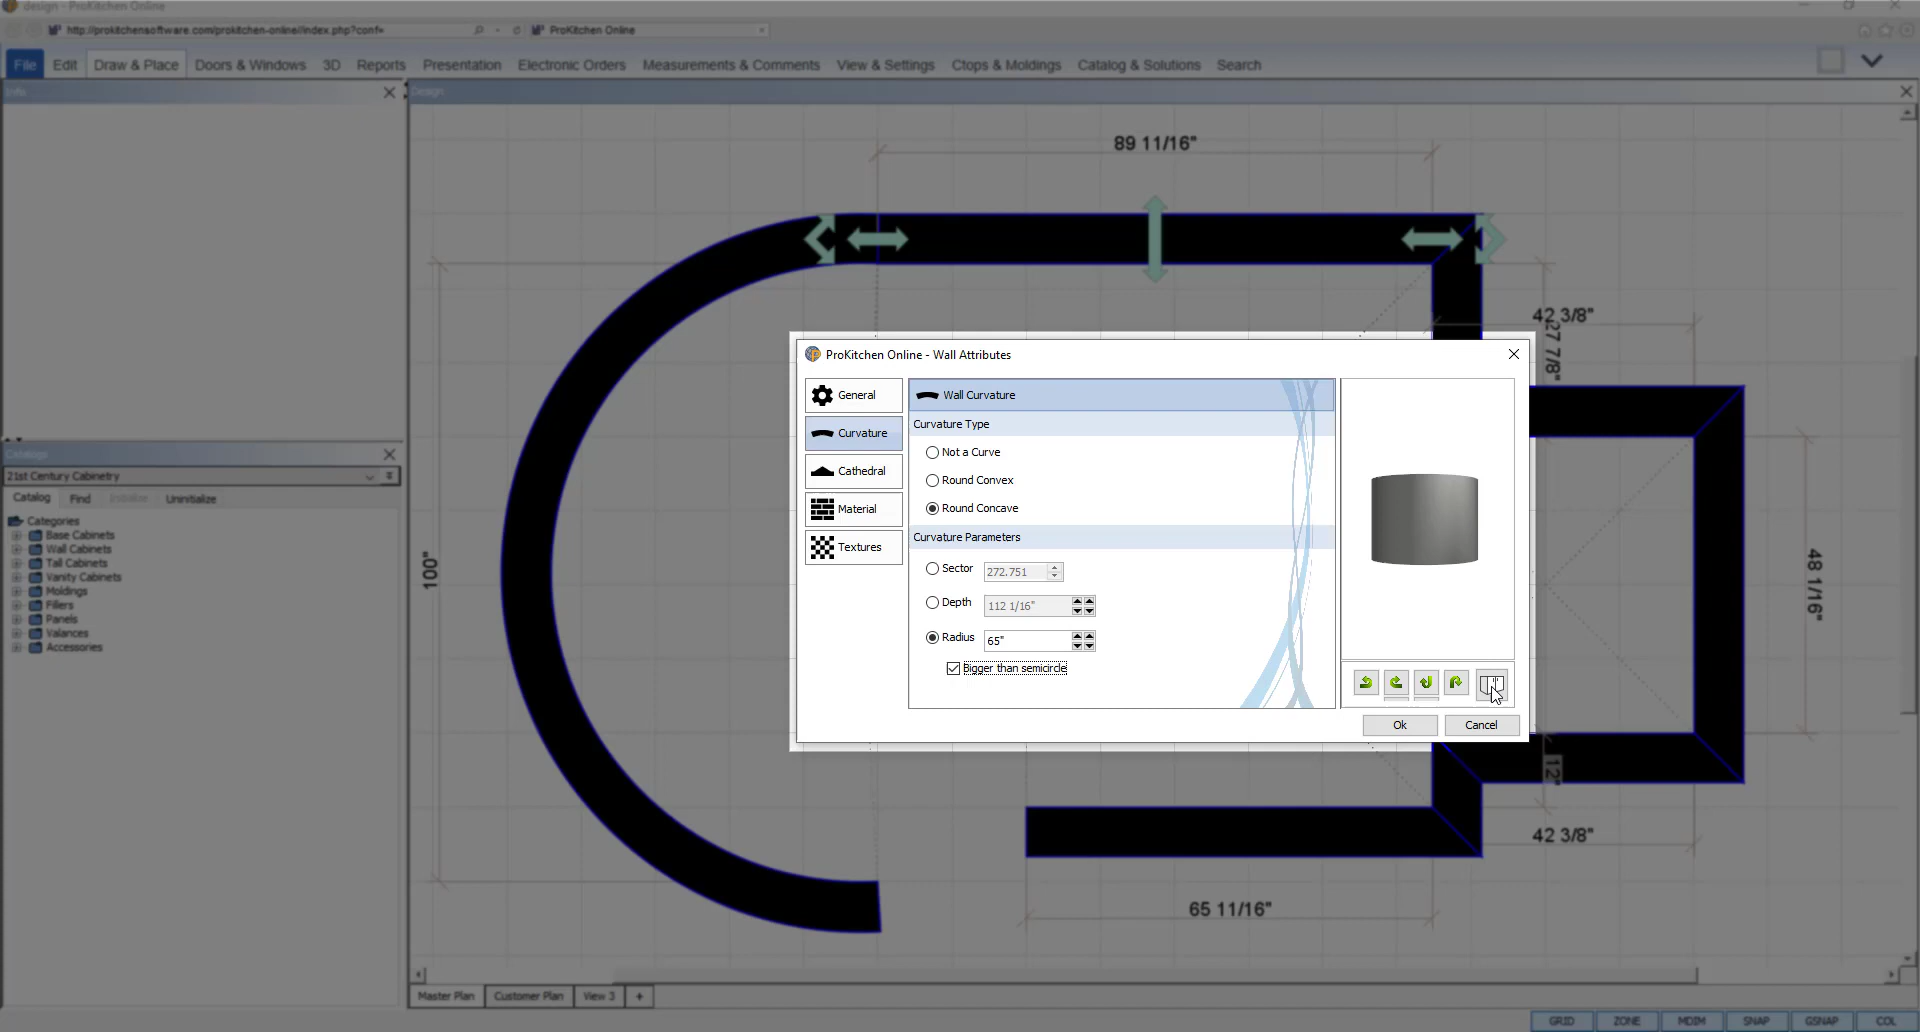 design - ProKitchen Online
http://prokitchensoftware.com/prokitchen-online/index.php?conf=
ProKitchen Online
File Edit Draw & Place Doors & Windows 3D Reports Presentation Electronic Orders Measurements & Comments View & Settings Ctops & Moldings Catalog & Solutions Search
Info
Design
89 11/16"
42 3/8"
27 7/8"
ProKitchen Online - Wall Attributes
General
Curvature
Cathedral
Material
Textures
Wall Curvature
Curvature Type
Not a Curve
Round Convex
Round Concave
Curvature Parameters
Sector 272.751
Depth 112 1/16"
Radius 65"
Bigger than semicircle
Ok Cancel
Catalogs
21st Century Cabinetry
Catalog Find Initialize Uninitialize
Categories
Base Cabinets
Wall Cabinets
Tall Cabinets
Vanity Cabinets
Moldings
Fillers
Panels
Valances
Accessories
100"
48 1/16"
12"
42 3/8"
65 11/16"
Master Plan Customer Plan View 3 +
GRID ZONE MDIM SNAP GSNAP COL